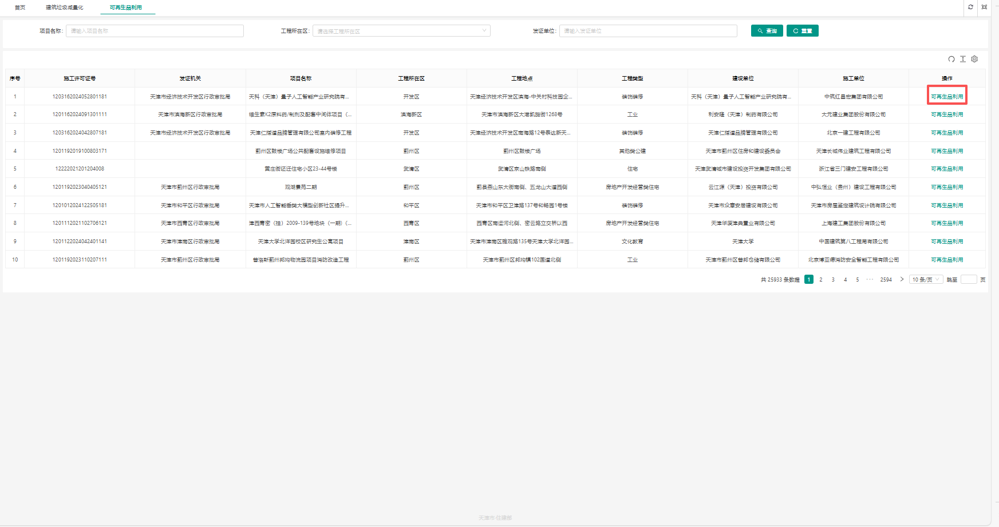 首页 建筑垃圾减量化 可再生品利用
项目名称: 请输入项目名称 工程所在区: 请选择工程所在区 发证单位: 请输入发证单位 查询 重置
序号 施工许可证号 发证机关 项目名称 工程所在区 工程地点 工程类型 建设单位 施工单位 操作
1 1203162024052801181 天津市经济技术开发区行政审批局 天科（天津）量子人工智能产业研究院有... 开发区 天津经济技术开发区滨海-中关村科技园企... 装饰装修 天科（天津）量子人工智能产业研究院有... 中筑红昌宏集团有限公司 可再生品利用
2 1201162024091301111 天津市滨海新区行政审批局 维生素K2原料药/制剂及配套中间体项目（... 滨海新区 天津市滨海新区大港凯旋街1268号 工业 利安隆（天津）制药有限公司 大元建业集团股份有限公司 可再生品利用
3 1203162024042807181 天津市经济技术开发区行政审批局 天津仁指道品牌管理有限公司室内装修工程 开发区 天津经济技术开发区南海路12号泰达新天... 装饰装修 天津仁指道品牌管理有限公司 北京一建工程有限公司 可再生品利用
4 1201192019100803171 蓟州区鼓楼广场公共配套设施维修项目 蓟州区 蓟州区鼓楼广场 其他类公建 天津市蓟州区住房和建设委员会 天津长城伟业建筑工程有限公司 可再生品利用
5 12222021201204008 黄庄街还迁住宅小区23-44号楼 武清区 武清区京山铁路南侧 住宅 天津武清城市建设投资开发集团有限公司 浙江省三门建安工程有限公司 可再生品利用
6 1201192023040405121 天津市蓟州区行政审批局 观湖景苑二期 蓟州区 蓟县燕山东大街南侧、五龙山大道西侧 房地产开发经营类住宅 云江源（天津）投资有限公司 中弘恒业（贵州）建设工程有限公司 可再生品利用
7 1201012024122505181 天津市和平区行政审批局 天津市人工智能垂类大模型创新社区提升... 和平区 天津市和平区卫津路137号和畅园1号楼 装饰装修 天津市众意安居建设有限公司 天津市房屋鉴定建筑设计院有限公司 可再生品利用
8 1201112021102706121 天津市西青区行政审批局 津西青密（挂）2009-139号地块（一期）(... 西青区 西青区南运河北侧、密云路立交桥以西 房地产开发经营类住宅 天津华厦津典置业有限公司 上海建工集团股份有限公司 可再生品利用
9 1201122024042401141 天津市津南区行政审批局 天津大学北洋园校区研究生公寓项目 津南区 天津市津南区雅观路135号天津大学北洋园... 文化教育 天津大学 中国建筑第八工程局有限公司 可再生品利用
10 1201192023110207111 天津市蓟州区行政审批局 普洛斯蓟州邦均物流园项目消防改造工程 蓟州区 天津市蓟州区邦均镇102国道北侧 工业 天津市蓟州区普邦仓储有限公司 北京博亚德消防安全智能工程有限公司 可再生品利用
共 25933 条数据 1 2 3 4 5 ··· 2594 10 条/页 跳至 页
天津市-住建部